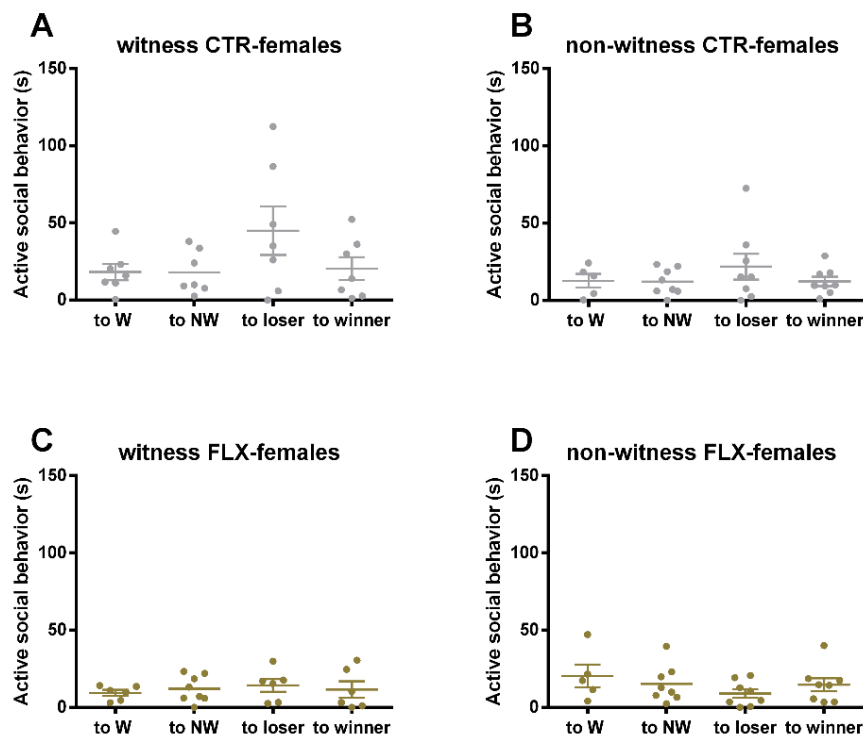 A
witness CTR-females
Active social behavior (s)
150
100
50
0
to W
to NW
to loser
to winner
B
non-witness CTR-females
Active social behavior (s)
150
100
50
0
to W
to NW
to loser
to winner
C
witness FLX-females
Active social behavior (s)
150
100
50
0
to W
to NW
to loser
to winner
D
non-witness FLX-females
Active social behavior (s)
150
100
50
0
to W
to NW
to loser
to winner